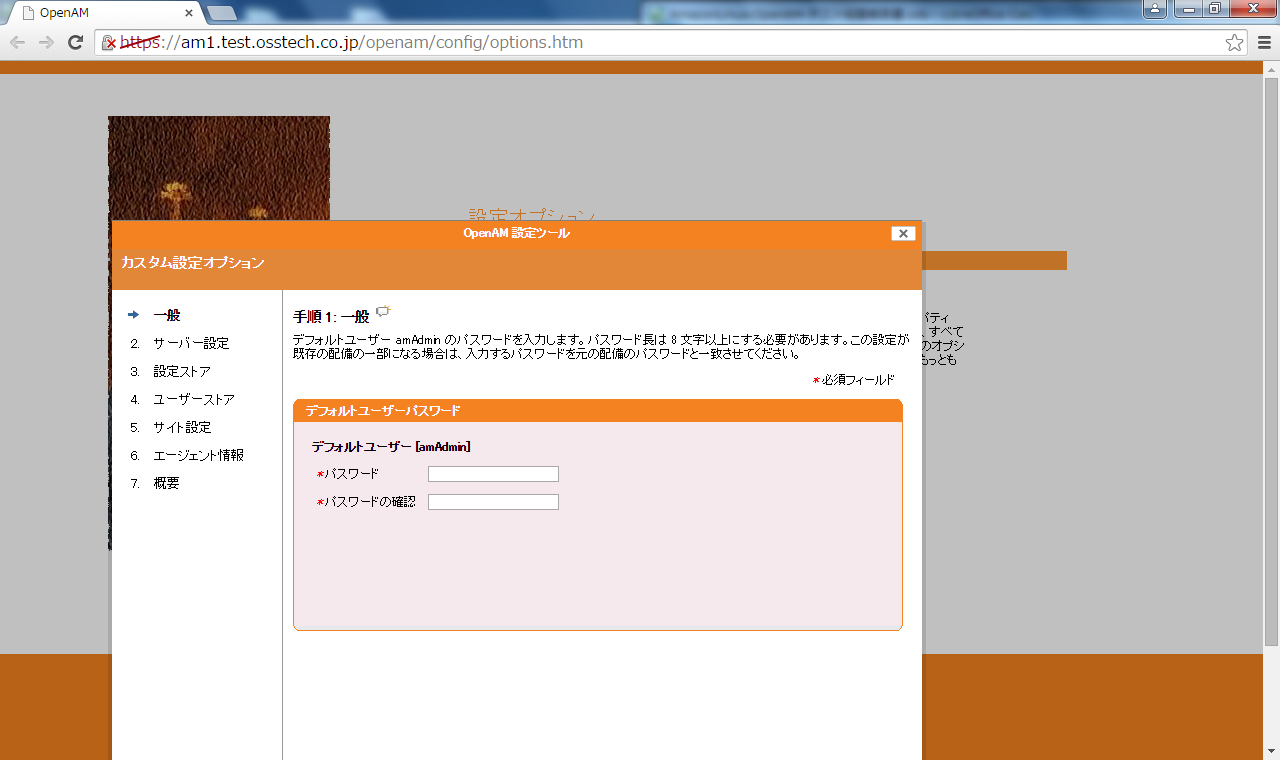 OpenAM
https://am1.test.osstech.co.jp/openam/config/options.htm
設定オプション
OpenAM 設定ツール
カスタム設定オプション
一般
2. サーバー設定
3. 設定ストア
4. ユーザーストア
5. サイト設定
6. エージェント情報
7. 概要
手順 1: 一般
デフォルトユーザー amAdmin のパスワードを入力します。パスワード長は 8 文字以上にする必要があります。この設定が
既存の配備の一部になる場合は、入力するパスワードを元の配備のパスワードと一致させてください。
*必須フィールド
デフォルトユーザーパスワード
デフォルトユーザー [amAdmin]
*パスワード
*パスワードの確認
パティ
すべて
のオプシ
もっとも